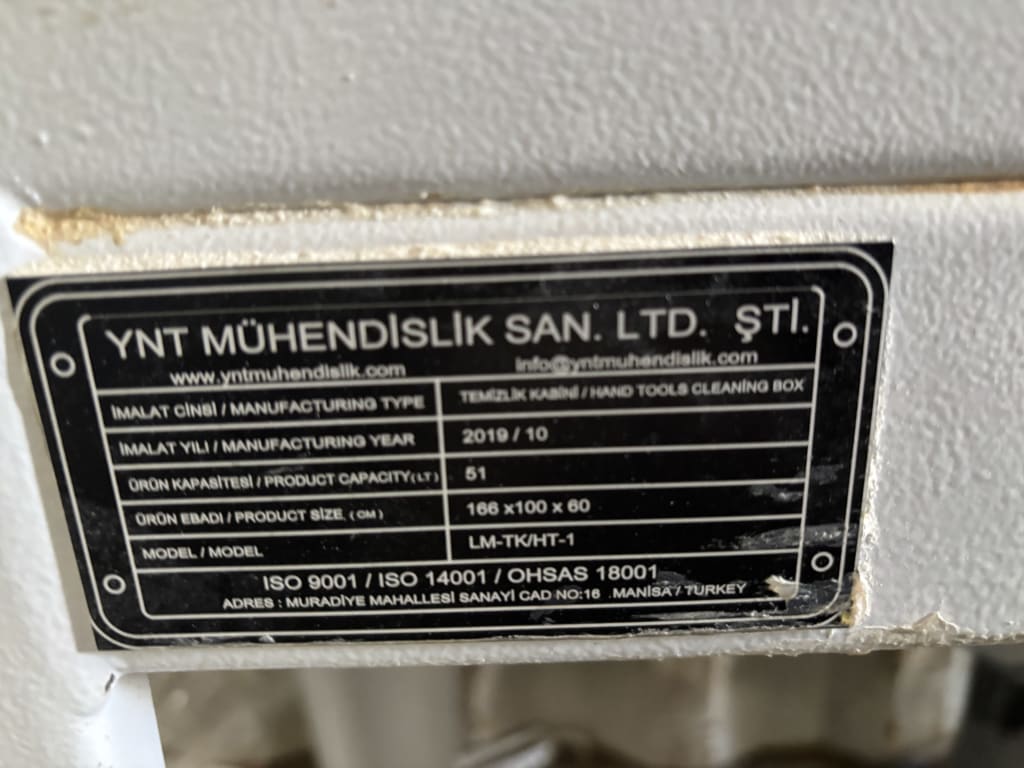 YNT MÜHENDİSLİK SAN. LTD. ŞTİ.
www.yntmuhendislik.com info@yntmuhendislik.com
İMALAT CİNSİ / MANUFACTURING TYPE TEMİZLİK KABİNİ / HAND TOOLS CLEANING BOX
İMALAT YILI / MANUFACTURING YEAR 2019 / 10
ÜRÜN KAPASİTESİ / PRODUCT CAPACITY(LT) 51
ÜRÜN EBADI / PRODUCT SIZE (CM) 166 x100 x 60
MODEL / MODEL LM-TK/HT-1
ISO 9001 / ISO 14001 / OHSAS 18001
ADRES : MURADİYE MAHALLESİ SANAYİ CAD NO:16 MANİSA / TURKEY